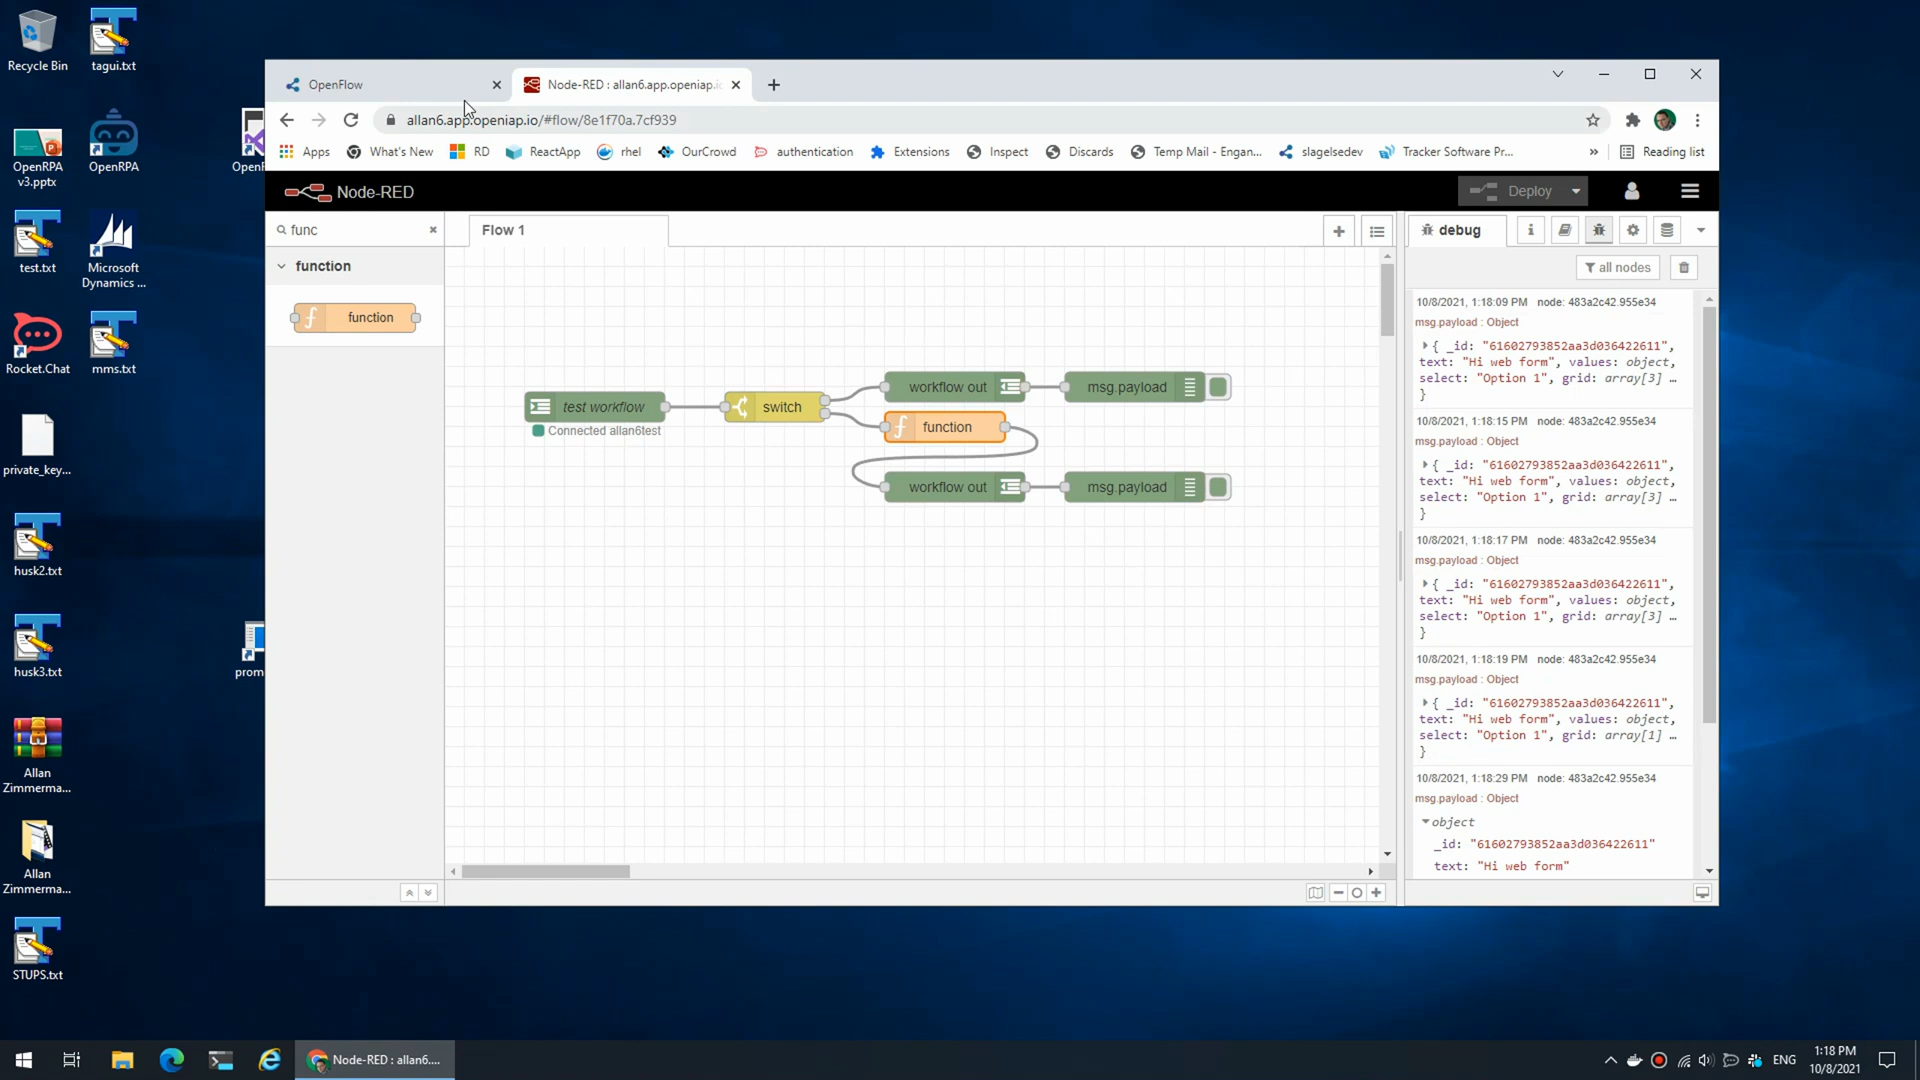 Recycle Bin
tagui.txt
OpenRPA
v3.pptx
OpenRPA
test.txt
Microsoft
Dynamics ...
Rocket.Chat
mms.txt
private_key...
husk2.txt
husk3.txt
Allan
Zimmerma...
Allan
Zimmerma...
STUPS.txt
OpenF
prom
OpenFlow
Node-RED : allan6.app.openiap.io
allan6.app.openiap.io/#flow/8e1f70a.7cf939
Apps
What's New
RD
ReactApp
rhel
OurCrowd
authentication
Extensions
Inspect
Discards
Temp Mail - Engan...
slagelsedev
Tracker Software Pr...
»
Reading list
Node-RED
Deploy
func
Flow 1
debug
function
all nodes
function
test workflow
Connected allan6test
switch
workflow out
msg.payload
function
workflow out
msg.payload
10/8/2021, 1:18:09 PM node: 483a2c42.955e34
msg.payload : Object
{ _id: "61602793852aa3d036422611",
text: "Hi web form", values: object,
select: "Option 1", grid: array[3] …
}
10/8/2021, 1:18:15 PM node: 483a2c42.955e34
msg.payload : Object
{ _id: "61602793852aa3d036422611",
text: "Hi web form", values: object,
select: "Option 1", grid: array[3] …
}
10/8/2021, 1:18:17 PM node: 483a2c42.955e34
msg.payload : Object
{ _id: "61602793852aa3d036422611",
text: "Hi web form", values: object,
select: "Option 1", grid: array[3] …
}
10/8/2021, 1:18:19 PM node: 483a2c42.955e34
msg.payload : Object
{ _id: "61602793852aa3d036422611",
text: "Hi web form", values: object,
select: "Option 1", grid: array[1] …
}
10/8/2021, 1:18:29 PM node: 483a2c42.955e34
msg.payload : Object
object
_id: "61602793852aa3d036422611"
text: "Hi web form"
Node-RED : allan6....
ENG
1:18 PM
10/8/2021